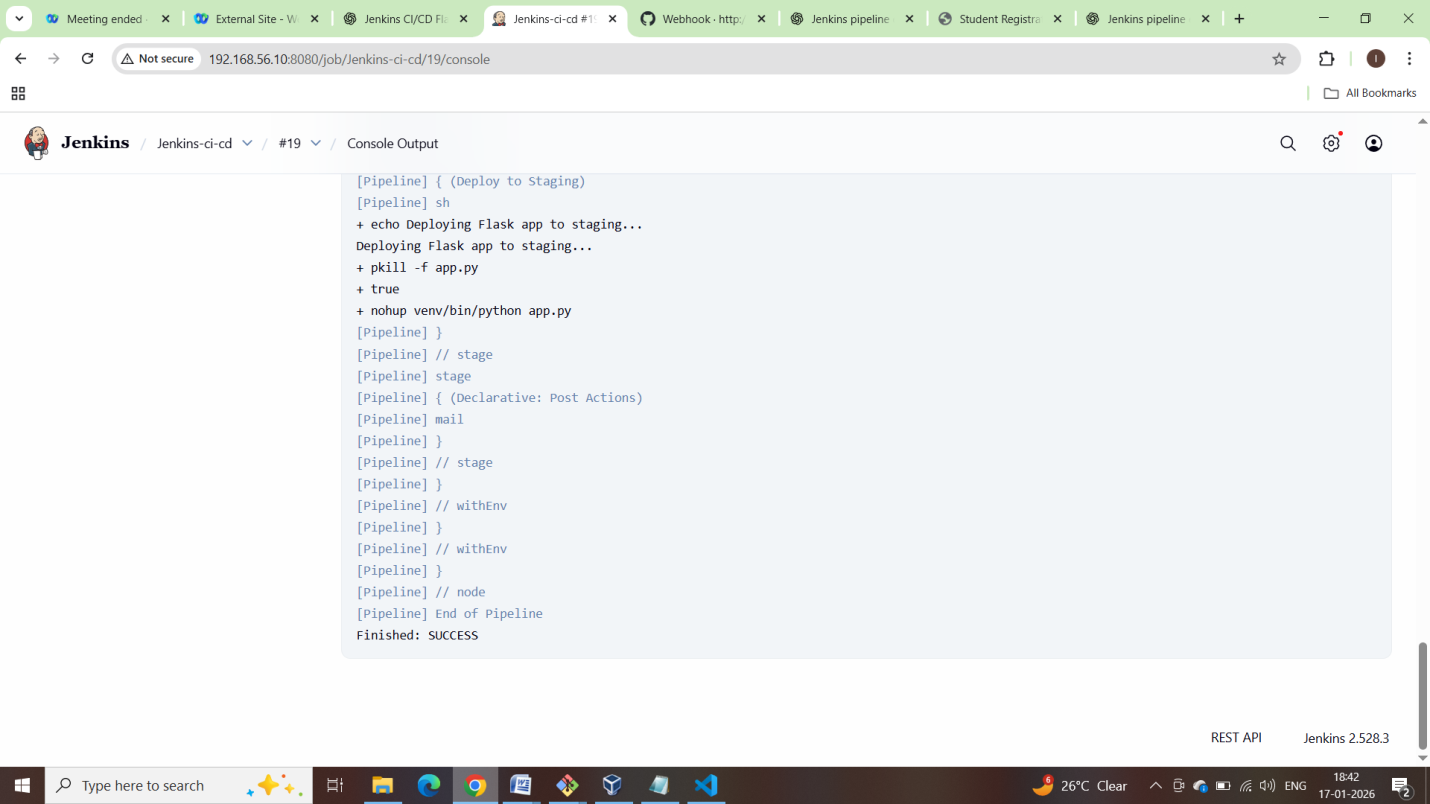 Meeting ended
External Site - W
Jenkins CI/CD Fl
Jenkins-ci-cd #19
Webhook · http:/
Jenkins pipeline
Student Registra
Jenkins pipeline
Not secure
192.168.56.10:8080/job/Jenkins-ci-cd/19/console
I
All Bookmarks
Jenkins / Jenkins-ci-cd / #19 / Console Output
[Pipeline] { (Deploy to Staging)
[Pipeline] sh
+ echo Deploying Flask app to staging...
Deploying Flask app to staging...
+ pkill -f app.py
+ true
+ nohup venv/bin/python app.py
[Pipeline] }
[Pipeline] // stage
[Pipeline] stage
[Pipeline] { (Declarative: Post Actions)
[Pipeline] mail
[Pipeline] }
[Pipeline] // stage
[Pipeline] }
[Pipeline] // withEnv
[Pipeline] }
[Pipeline] // withEnv
[Pipeline] }
[Pipeline] // node
[Pipeline] End of Pipeline
Finished: SUCCESS
REST API
Jenkins 2.528.3
Type here to search
6
26°C Clear
ENG
18:42
17-01-2026
2